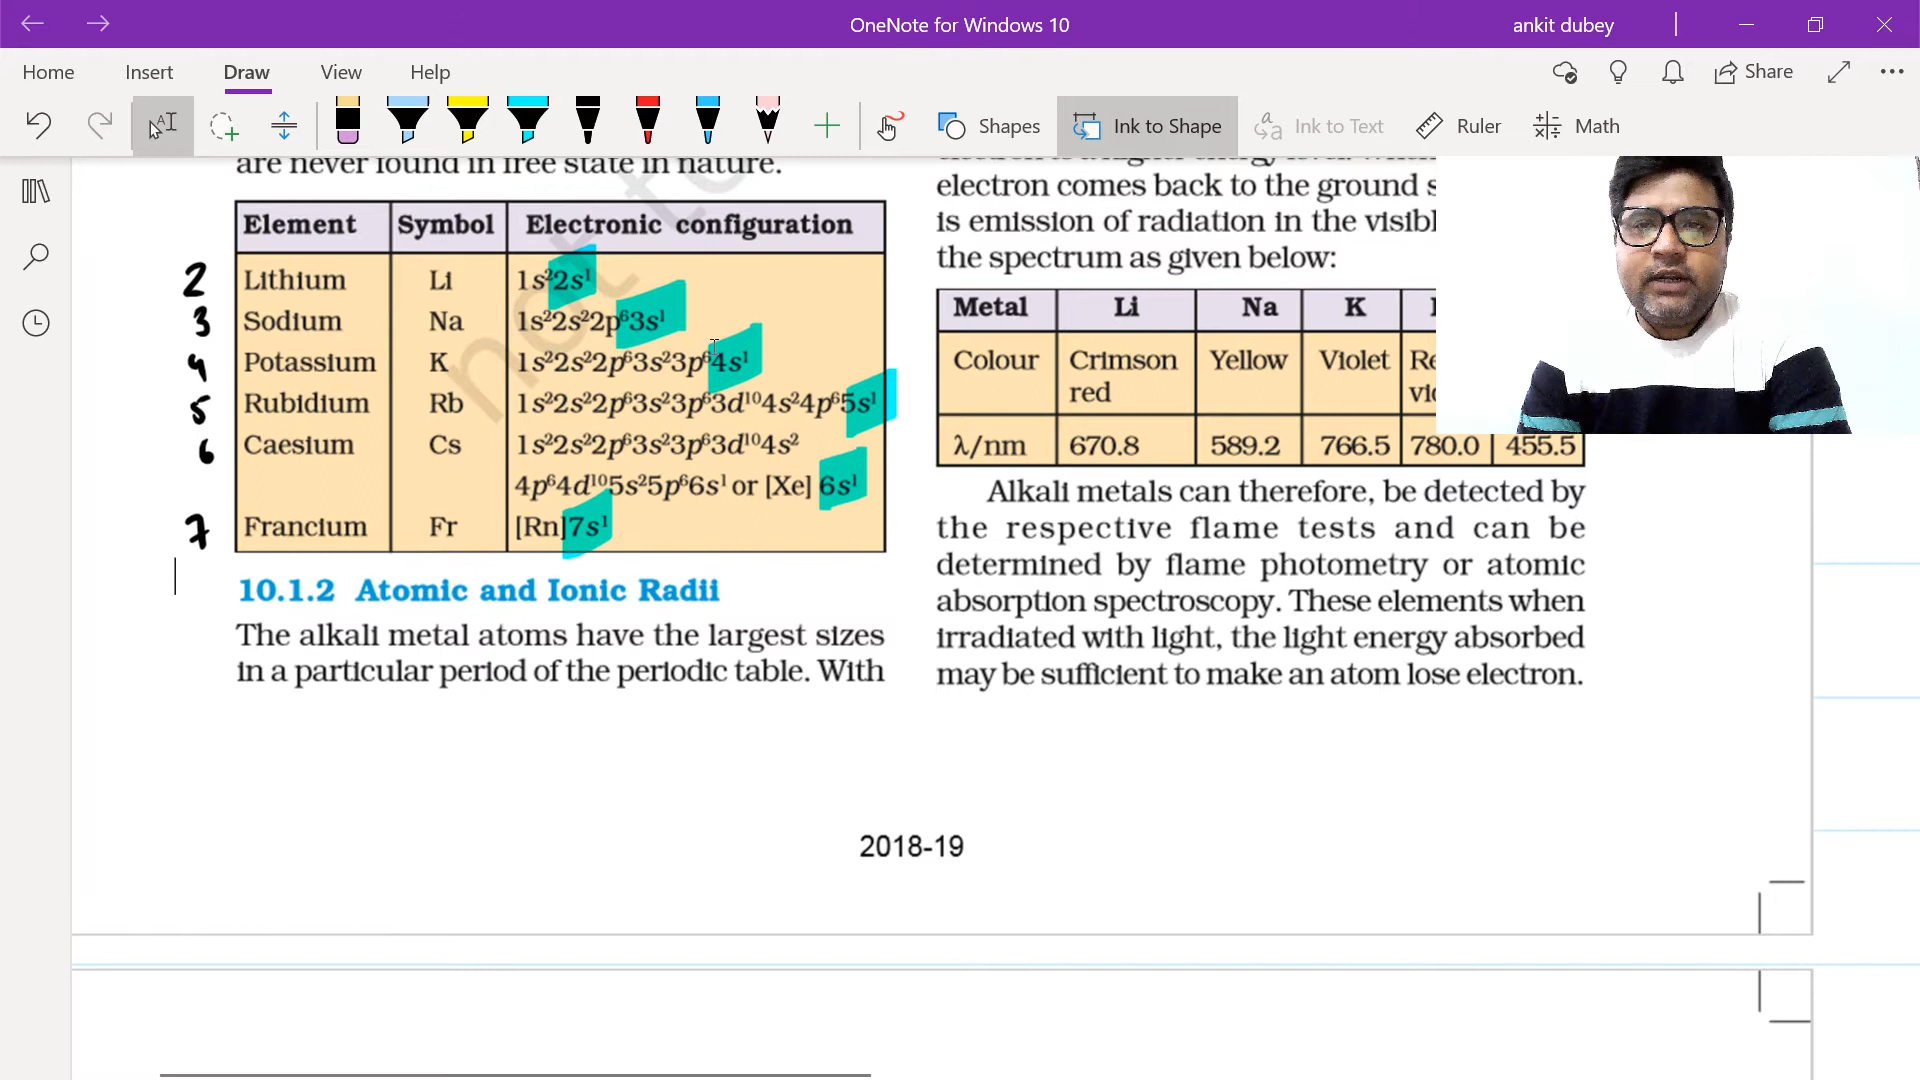 OneNote for Windows 10
ankit dubey
Home Insert Draw View Help
Share
Shapes Ink to Shape Ink to Text Ruler Math
are never found in free state in nature.
Element Symbol Electronic configuration
2 Lithium Li 1s²2s¹
3 Sodium Na 1s²2s²2p⁶3s¹
4 Potassium K 1s²2s²2p⁶3s²3p⁶4s¹
5 Rubidium Rb 1s²2s²2p⁶3s²3p⁶3d¹⁰4s²4p⁶5s¹
6 Caesium Cs 1s²2s²2p⁶3s²3p⁶3d¹⁰4s²
4p⁶4d¹⁰5s²5p⁶6s¹ or [Xe] 6s¹
7 Francium Fr [Rn]7s¹
not to
10.1.2 Atomic and Ionic Radii
The alkali metal atoms have the largest sizes
in a particular period of the periodic table. With
electron comes back to the ground
is emission of radiation in the
the spectrum as given below:
Metal Li Na K
Colour Crimson Yellow Violet
red
λ/nm 670.8 589.2 766.5 780.0 455.5
Alkali metals can therefore, be detected by
the respective flame tests and can be
determined by flame photometry or atomic
absorption spectroscopy. These elements when
irradiated with light, the light energy absorbed
may be sufficient to make an atom lose electron.
2018-19